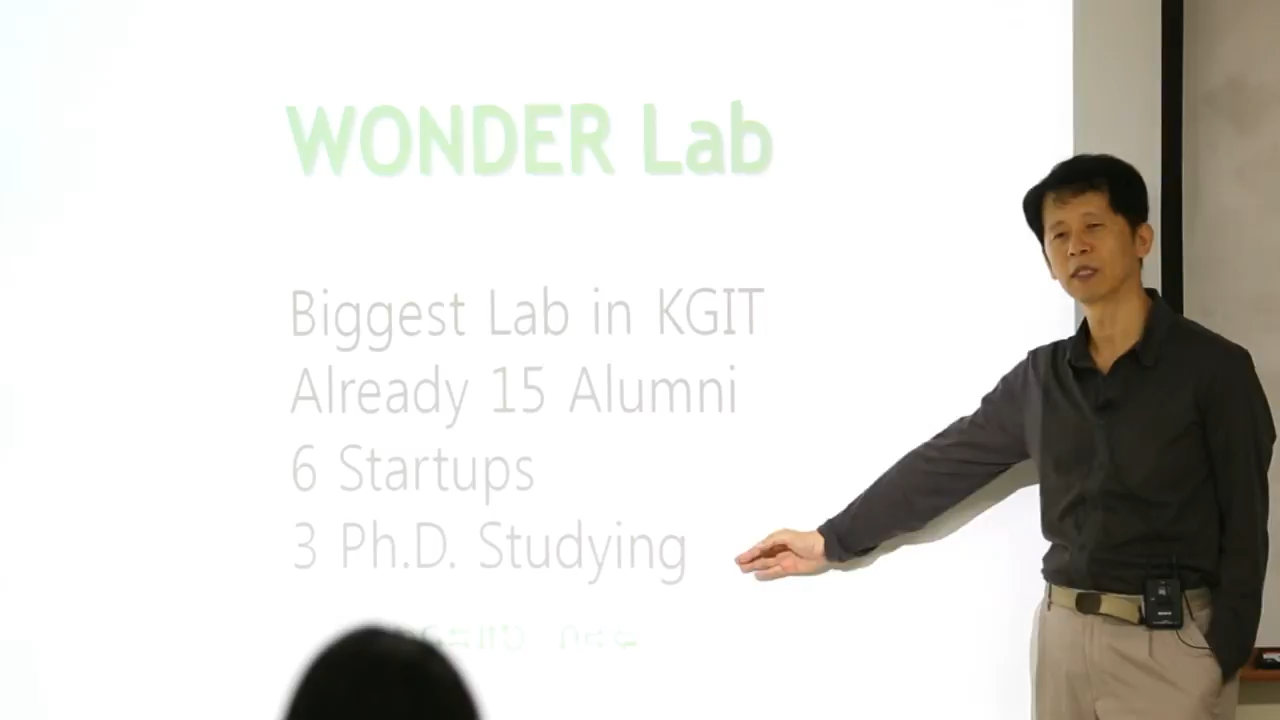 WONDER Lab
Biggest Lab in KGIT
Already 15 Alumni
6 Startups
3 Ph.D. Studying